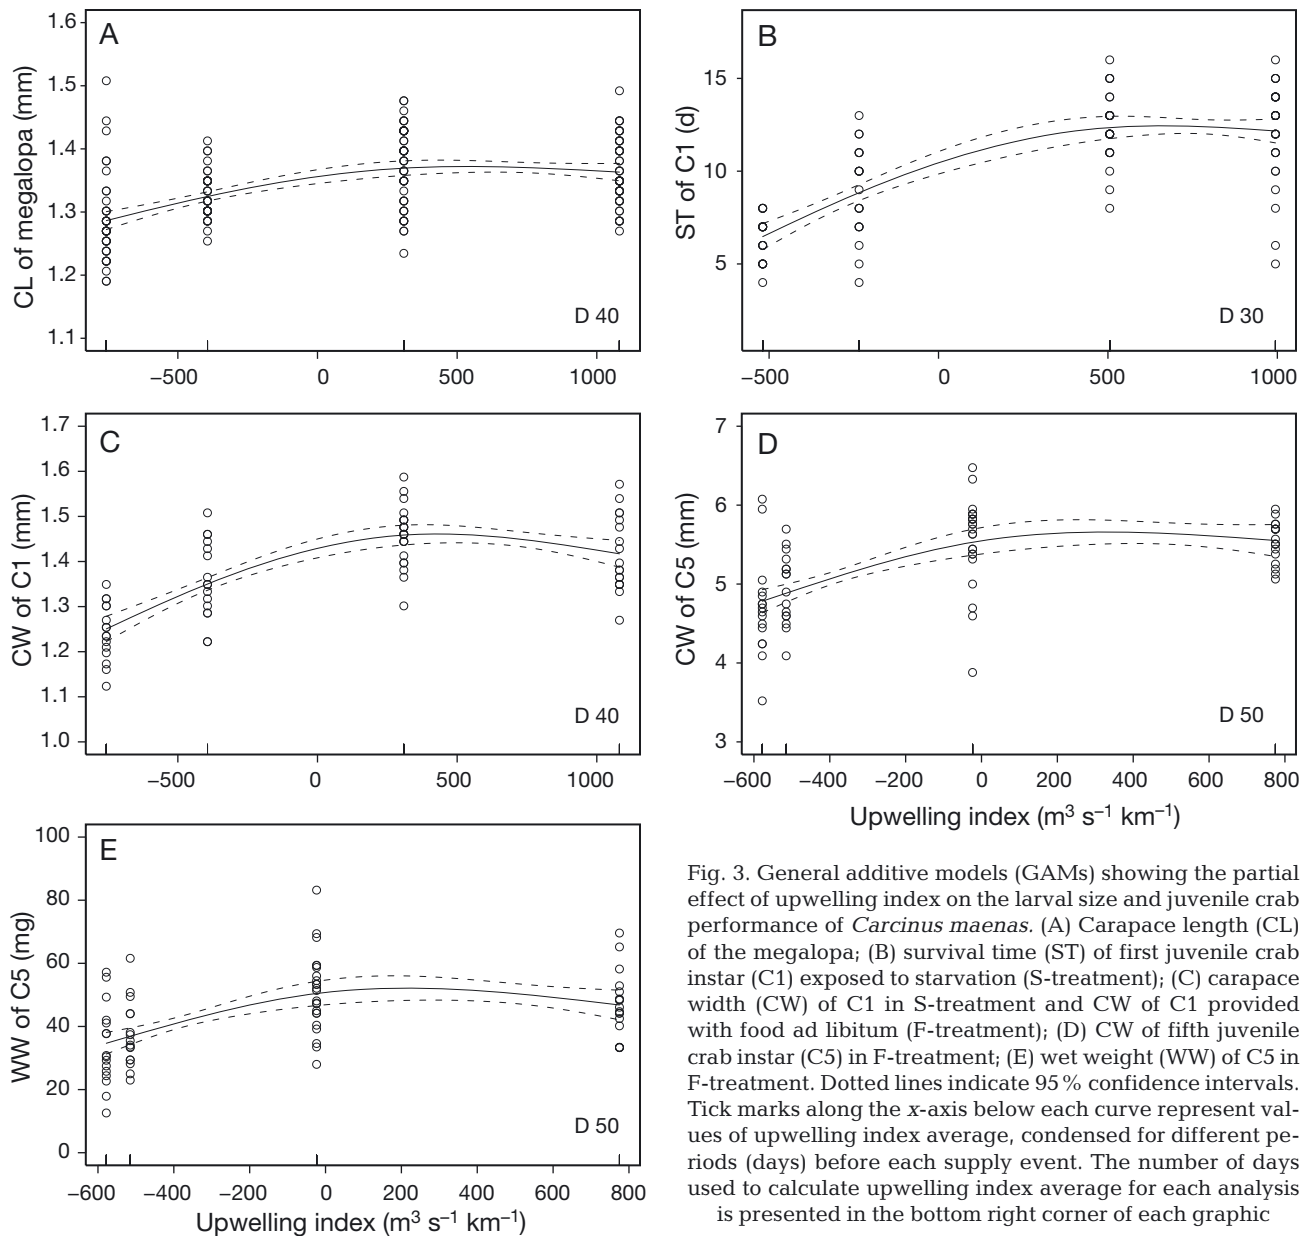 A
CL of megalopa (mm)
1.6
1.5
1.4
1.3
1.2
1.1
D 40
−500 0 500 1000
B
ST of C1 (d)
15
10
5
D 30
−500 0 500 1000
C
CW of C1 (mm)
1.7
1.6
1.5
1.4
1.3
1.2
1.1
1.0
D 40
−500 0 500 1000
D
CW of C5 (mm)
7
6
5
4
3
D 50
−600 −400 −200 0 200 400 600 800
Upwelling index (m³ s⁻¹ km⁻¹)
E
WW of C5 (mg)
100
80
60
40
20
0
D 50
−600 −400 −200 0 200 400 600 800
Upwelling index (m³ s⁻¹ km⁻¹)
Fig. 3. General additive models (GAMs) showing the partial
effect of upwelling index on the larval size and juvenile crab
performance of Carcinus maenas. (A) Carapace length (CL)
of the megalopa; (B) survival time (ST) of first juvenile crab
instar (C1) exposed to starvation (S-treatment); (C) carapace
width (CW) of C1 in S-treatment and CW of C1 provided
with food ad libitum (F-treatment); (D) CW of fifth juvenile
crab instar (C5) in F-treatment; (E) wet weight (WW) of C5 in
F-treatment. Dotted lines indicate 95 % confidence intervals.
Tick marks along the x-axis below each curve represent val-
ues of upwelling index average, condensed for different pe-
riods (days) before each supply event. The number of days
used to calculate upwelling index average for each analysis
is presented in the bottom right corner of each graphic